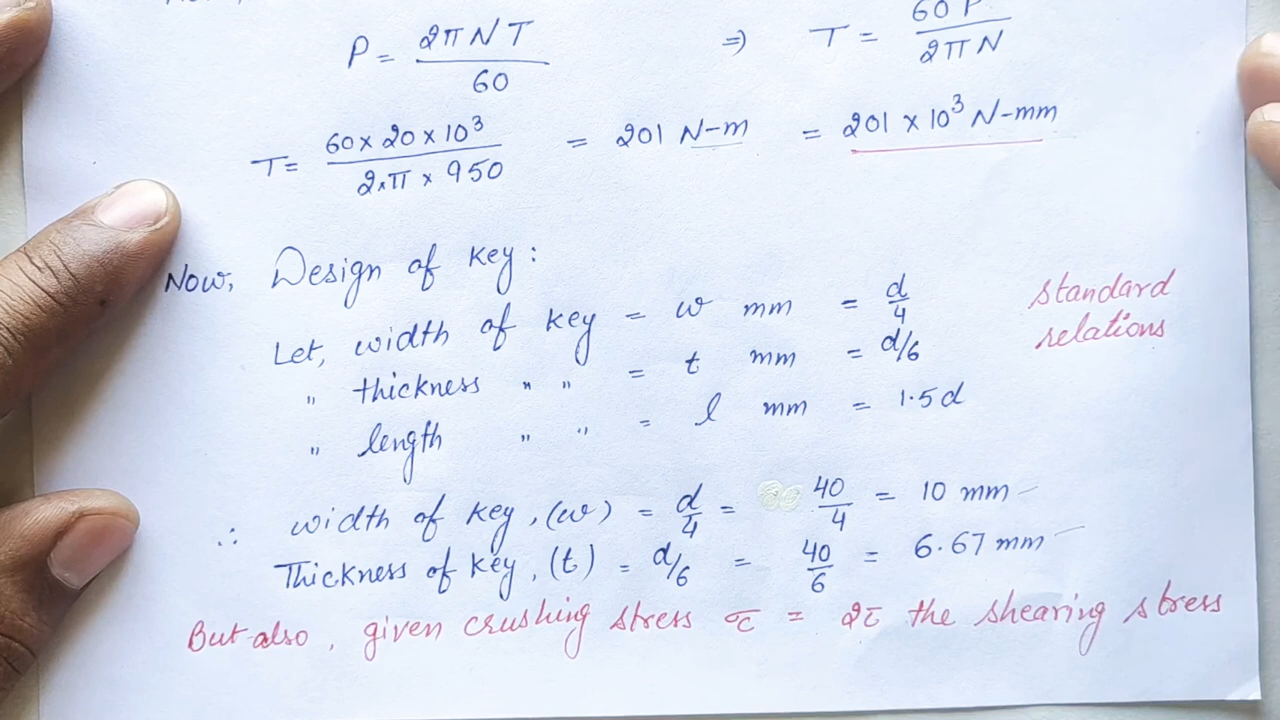 P = 2πNT/60 ⇒ T = 60 P/2πN
T = 60 × 20 × 10³/2 × π × 950 = 201 N-m = 201 × 10³ N-mm
Now, Design of key:
Let, width of key = w mm = d/4 standard
relations
" thickness " " = t mm = d/6
" length " " = l mm = 1.5d
∴ width of key, (w) = d/4 = 40/4 = 10 mm
Thickness of key, (t) = d/6 = 40/6 = 6.67 mm
But also, given crushing stress σc = 2τ the shearing stress